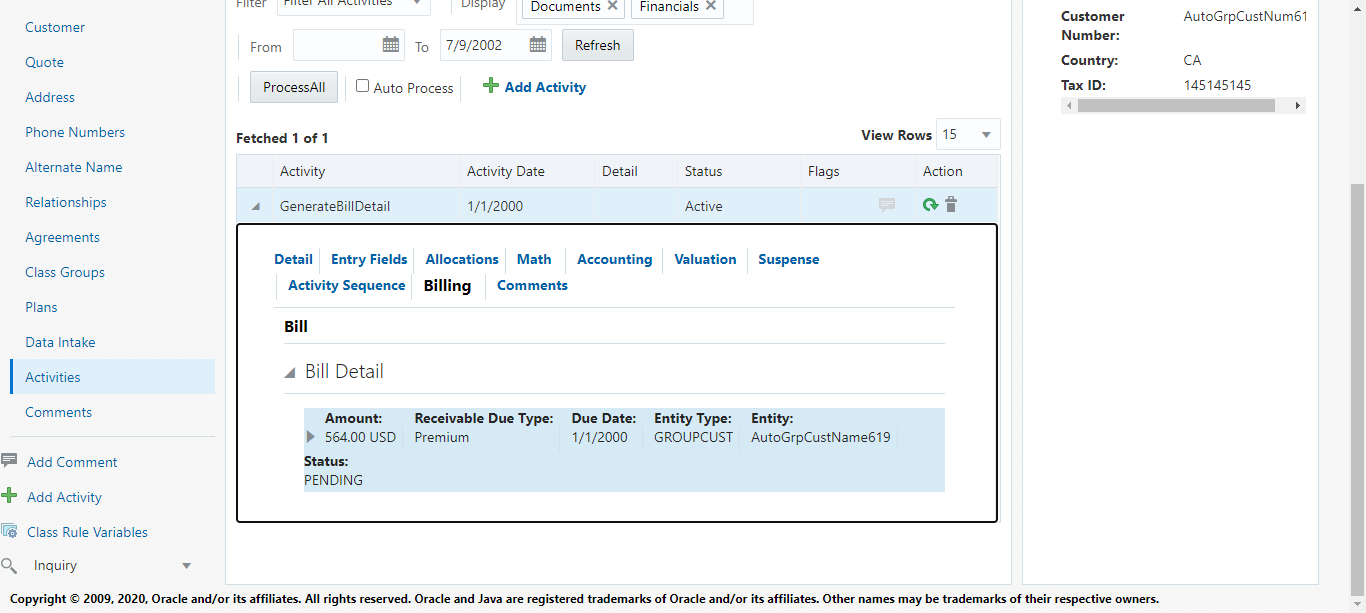 Filter Filter All Activities Display Documents Financials
From To 7/9/2002 Refresh
ProcessAll Auto Process Add Activity
Fetched 1 of 1 View Rows 15
Activity Activity Date Detail Status Flags Action
GenerateBillDetail 1/1/2000 Active
Detail Entry Fields Allocations Math Accounting Valuation Suspense
Activity Sequence Billing Comments
Bill
Bill Detail
Amount: Receivable Due Type: Due Date: Entity Type: Entity:
564.00 USD Premium 1/1/2000 GROUPCUST AutoGrpCustName619
Status:
PENDING
Customer
Quote
Address
Phone Numbers
Alternate Name
Relationships
Agreements
Class Groups
Plans
Data Intake
Activities
Comments
Add Comment
Add Activity
Class Rule Variables
Inquiry
Customer Number: AutoGrpCustNum61
Country: CA
Tax ID: 145145145
Copyright © 2009, 2020, Oracle and/or its affiliates. All rights reserved. Oracle and Java are registered trademarks of Oracle and/or its affiliates. Other names may be trademarks of their respective owners.